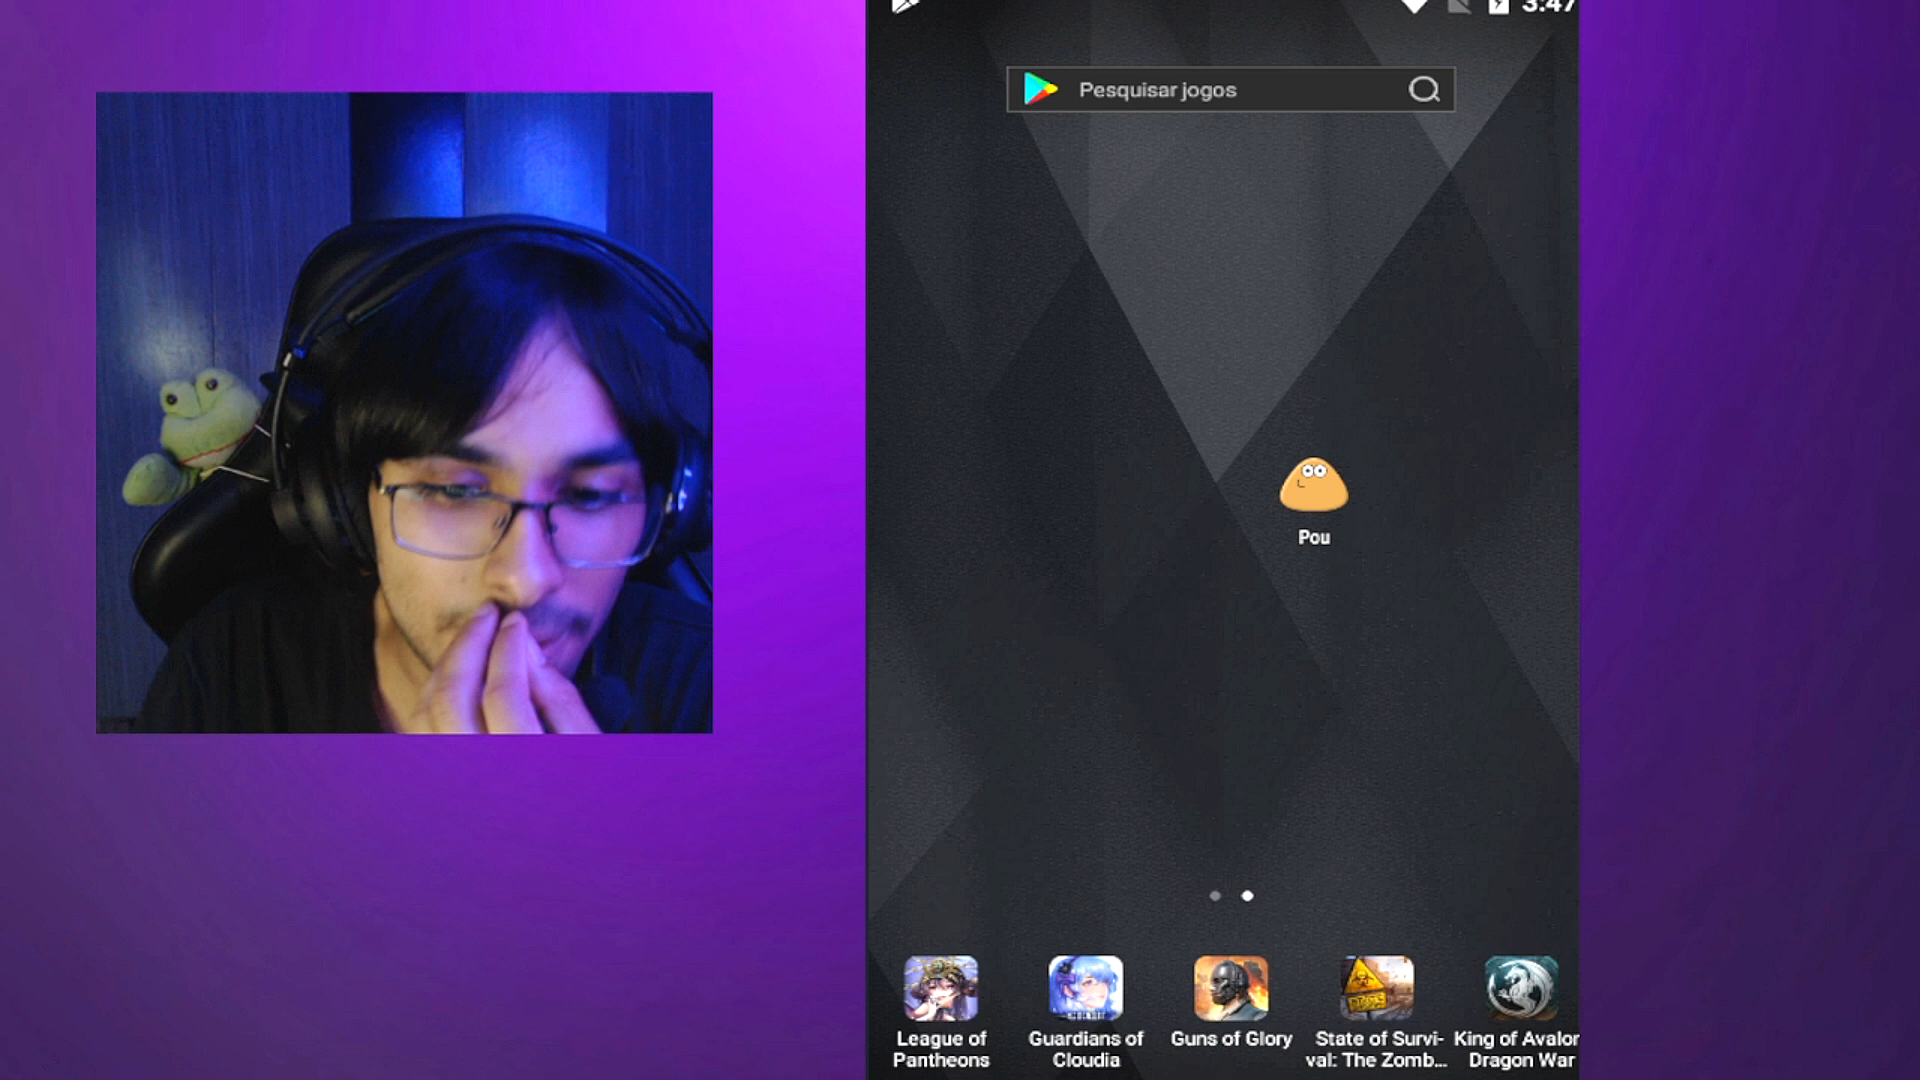 3:47
Pesquisar jogos
Pou
League of
Pantheons
Guardians of
Cloudia
Guns of Glory
State of Survi-
val: The Zomb...
King of Avalon
Dragon War